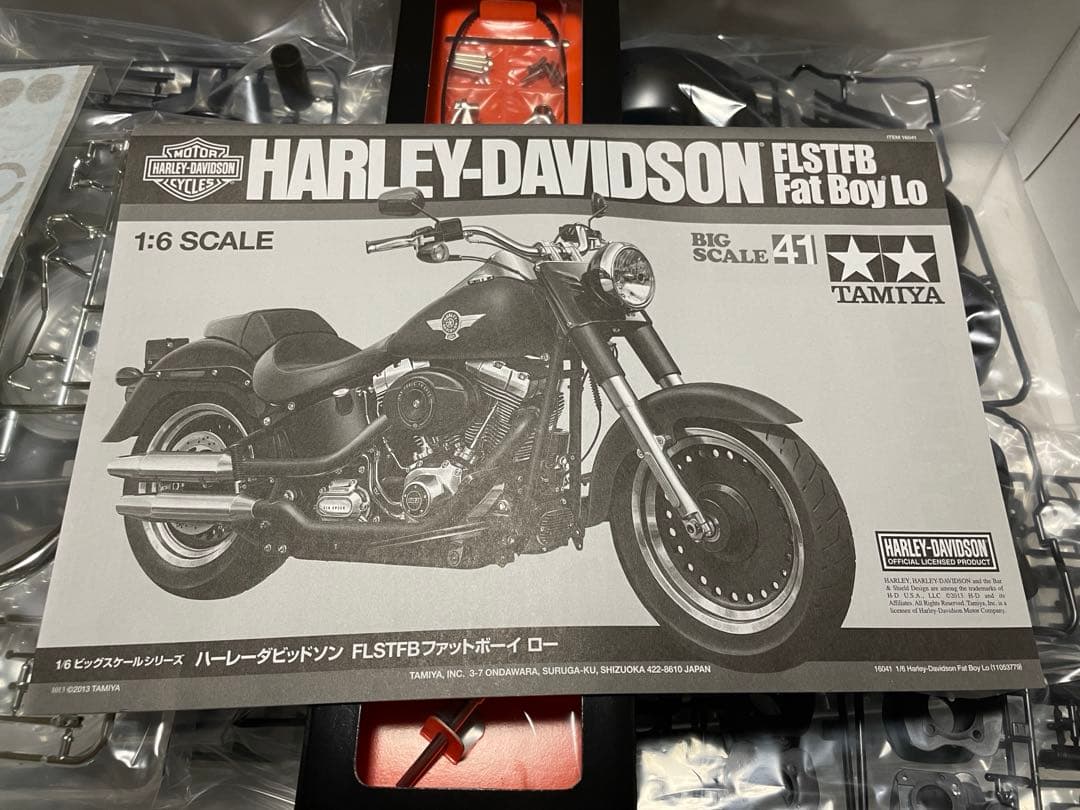 ITEM 16041
MOTOR
HARLEY-DAVIDSON
CYCLES
HARLEY-DAVIDSON
FLSTFB
Fat Boy Lo
1:6 SCALE
BIG SCALE 41
TAMIYA
HARLEY-DAVIDSON
OFFICIAL LICENSED PRODUCT
HARLEY, HARLEY-DAVIDSON and the Bar
& Shield Design are among the trademarks of
H-D U.S.A., LLC ©2013 H-D and its
Affiliates. All Rights Reserved. Tamiya, Inc. is a
licensee of Harley-Davidson Motor Company.
1/6 ビッグスケールシリーズ ハーレーダビッドソン FLSTFBファットボーイ ロー
TAMIYA, INC. 3-7 ONDAWARA, SURUGA-KU, SHIZUOKA 422-8610 JAPAN
©2013 TAMIYA
16041 1/6 Harley-Davidson Fat Boy Lo (11053779)